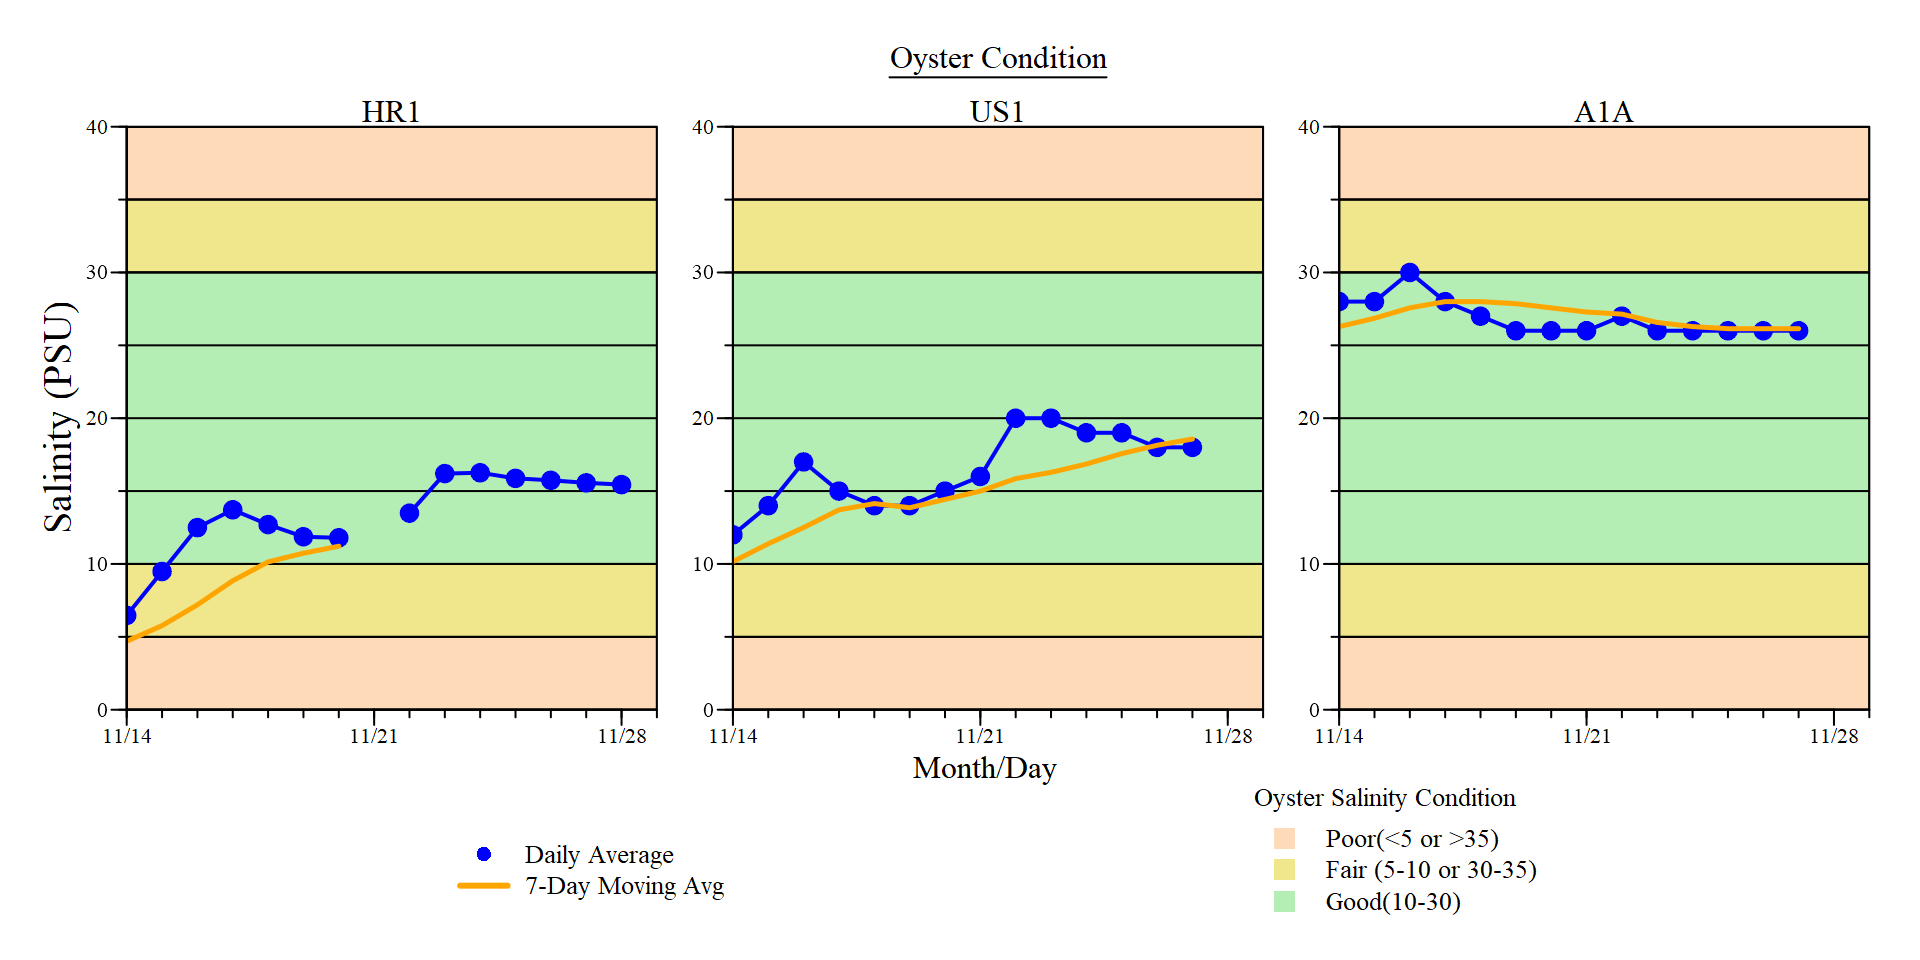 Oyster Condition
HR1
US1
A1A
Salinity (PSU)
40
30
20
10
0
11/14
11/21
11/28
40
30
20
10
0
11/14
11/21
11/28
40
30
20
10
0
11/14
11/21
11/28
Month/Day
Daily Average
7-Day Moving Avg
Oyster Salinity Condition
Poor(<5 or >35)
Fair (5-10 or 30-35)
Good(10-30)